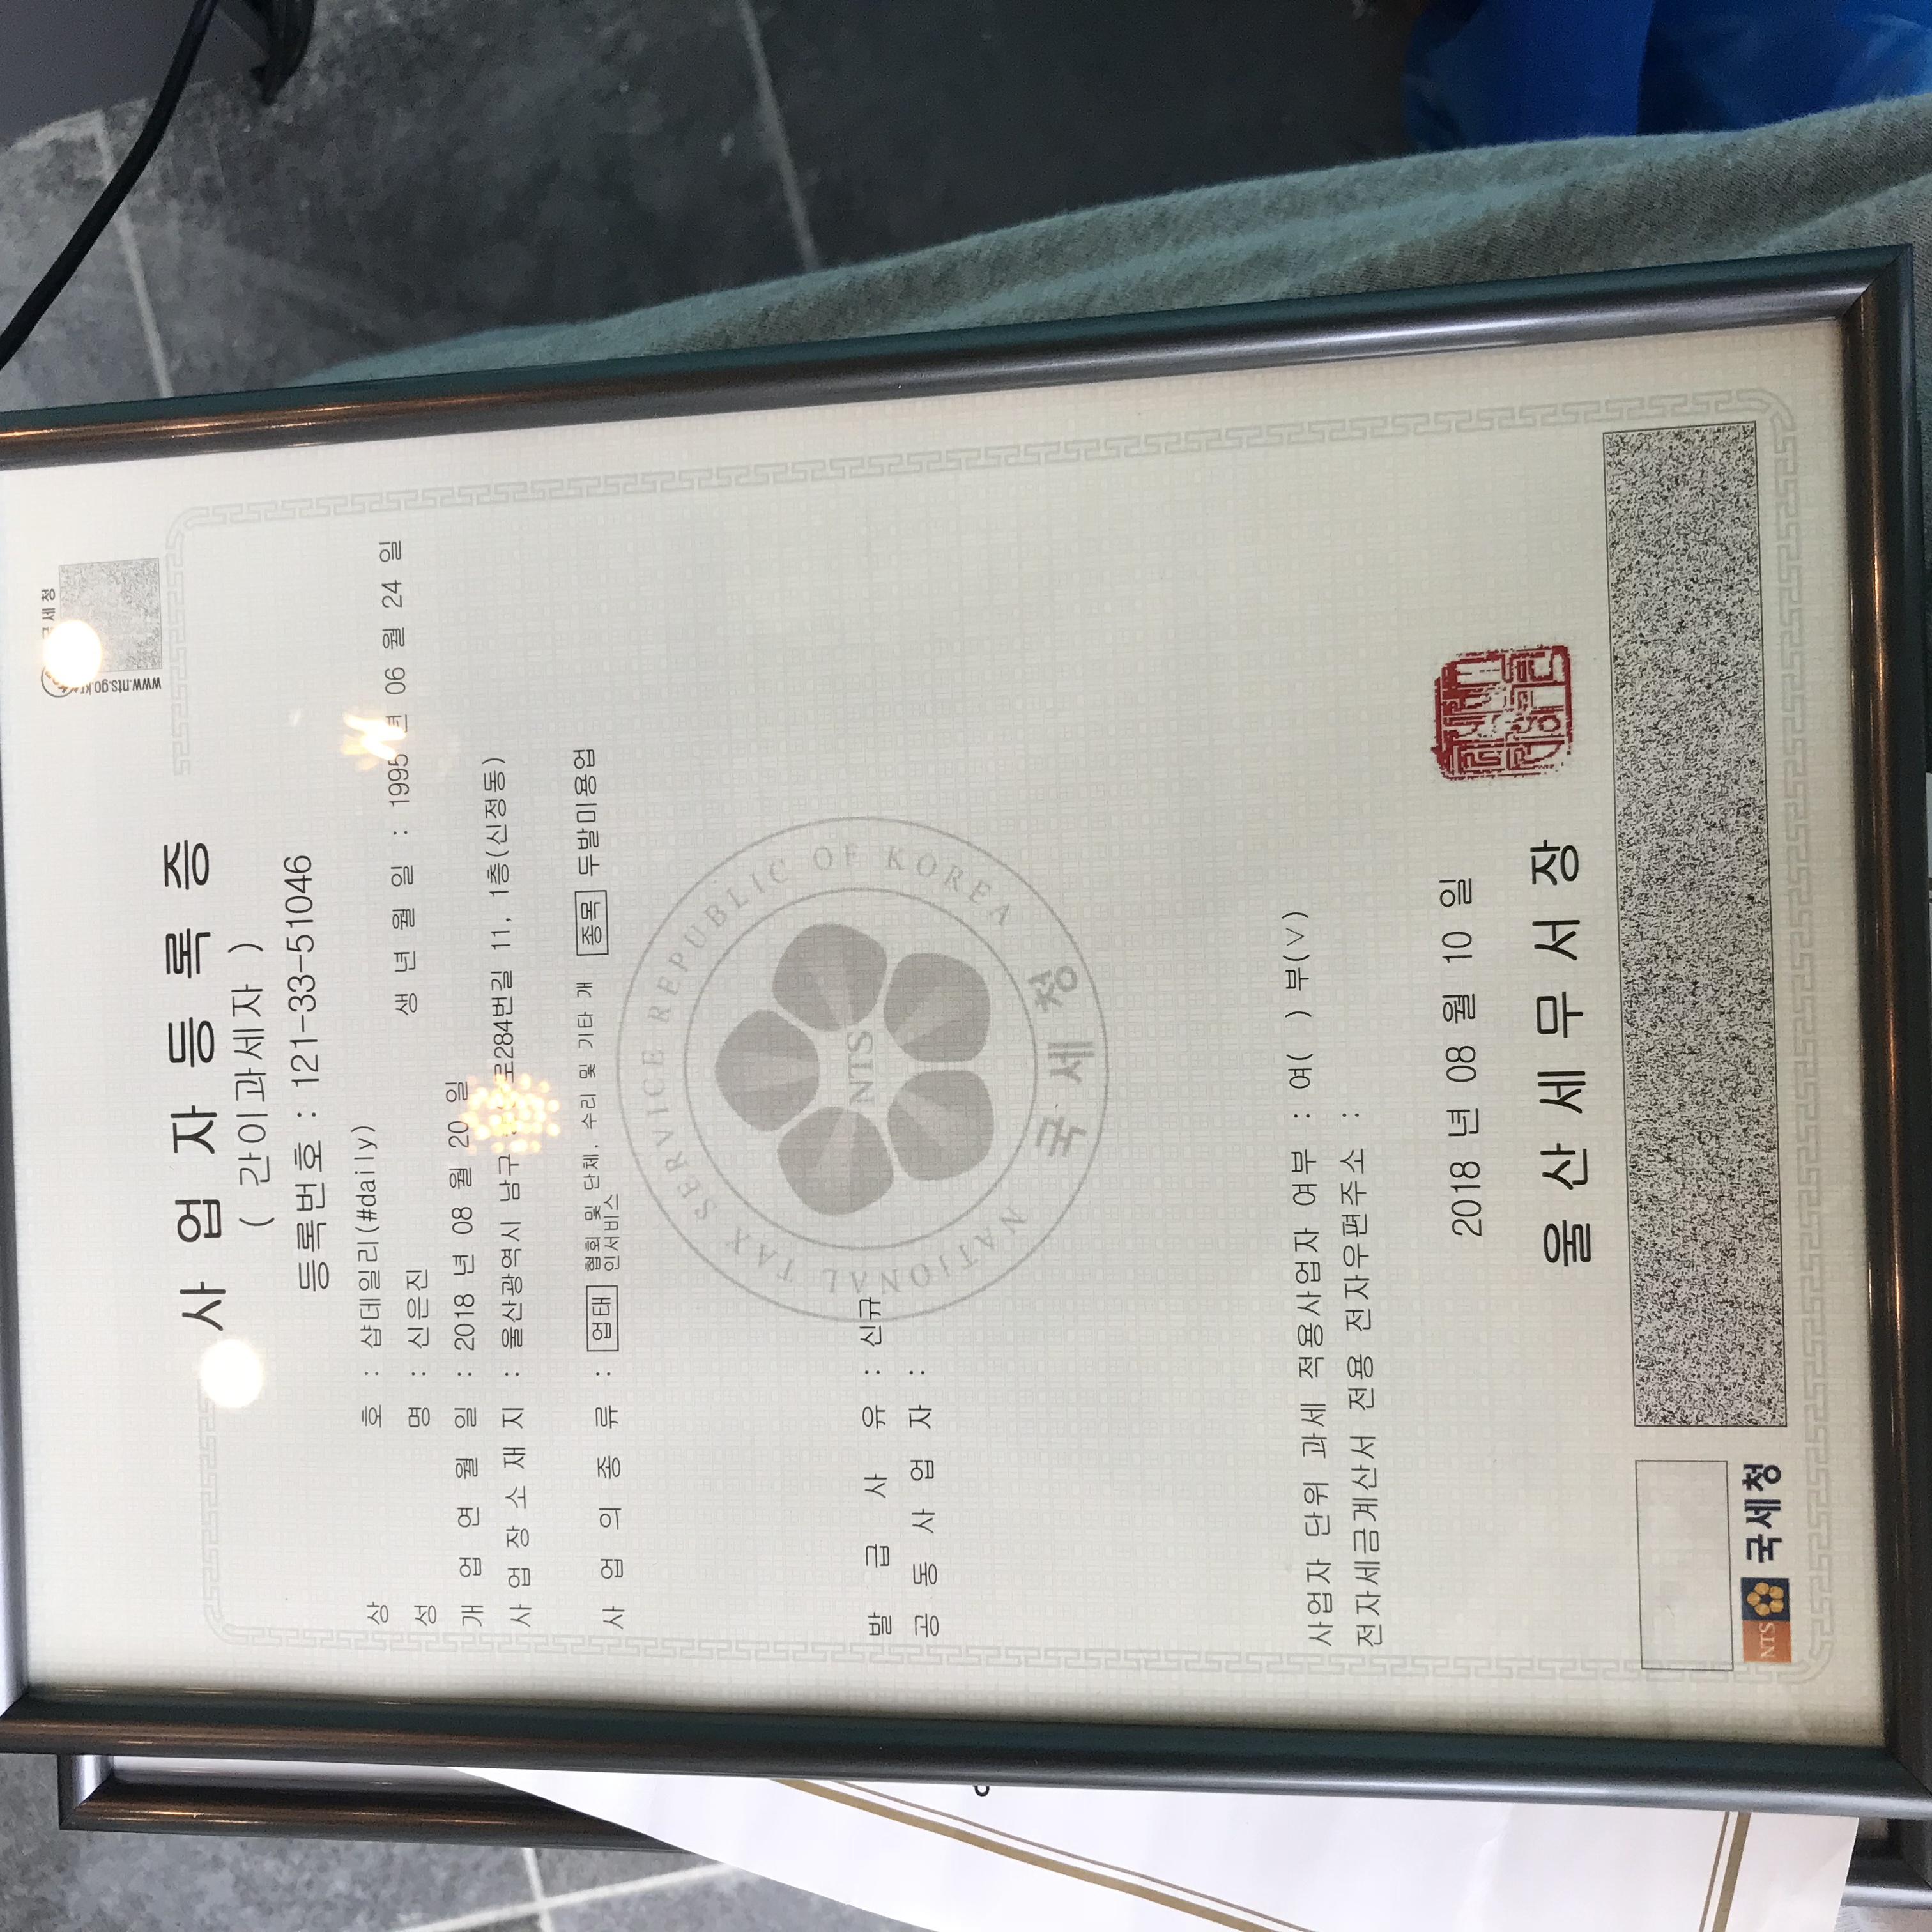 국세청
www.nts.go.kr
사업자등록증
( 간이과세자 )
등록번호 : 121-33-51046
상 호 : 샵데일리(#daily)
성 명 : 신은진 생 년 월 일 : 1995 년 06 월 24 일
개 업 연 월 일 : 2018 년 08 월 20 일
사업장소재지 : 울산광역시 남구 로284번길 11, 1층(신정동)
사 업 의 종 류 : 업태 협회 및 단체, 수리 및 기타 개 종목 두발미용업
인서비스
NATIONAL TAX SERVICE REPUBLIC OF KOREA
NTS
국세청
발 급 사 유 : 신규
공 동 사 업 자 :
사업자 단위 과세 적용사업자 여부 : 여( ) 부(∨)
전자세금계산서 전용 전자우편주소 :
2018 년 08 월 10 일
울산세무서장
NTS 국세청